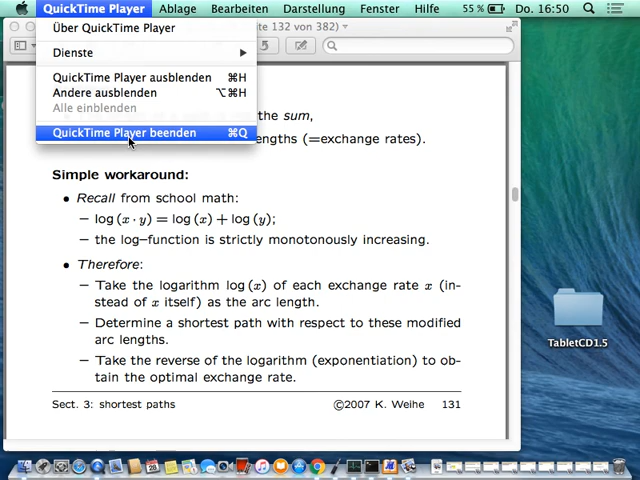 QuickTime Player Ablage Bearbeiten Darstellung Fenster Hilfe 55 % Do. 16:50
te 132 von 382)
Über QuickTime Player
Dienste
QuickTime Player ausblenden ⌘H
Andere ausblenden ⌥⌘H
Alle einblenden
QuickTime Player beenden ⌘Q
the sum,
engths (=exchange rates).
Simple workaround:
• Recall from school math:
– log (x · y) = log (x) + log (y);
– the log–function is strictly monotonously increasing.
• Therefore:
– Take the logarithm log (x) of each exchange rate x (in-
stead of x itself) as the arc length.
– Determine a shortest path with respect to these modified
arc lengths.
– Take the reverse of the logarithm (exponentiation) to ob-
tain the optimal exchange rate.
Sect. 3: shortest paths ©2007 K. Weihe 131
TabletCD1.5